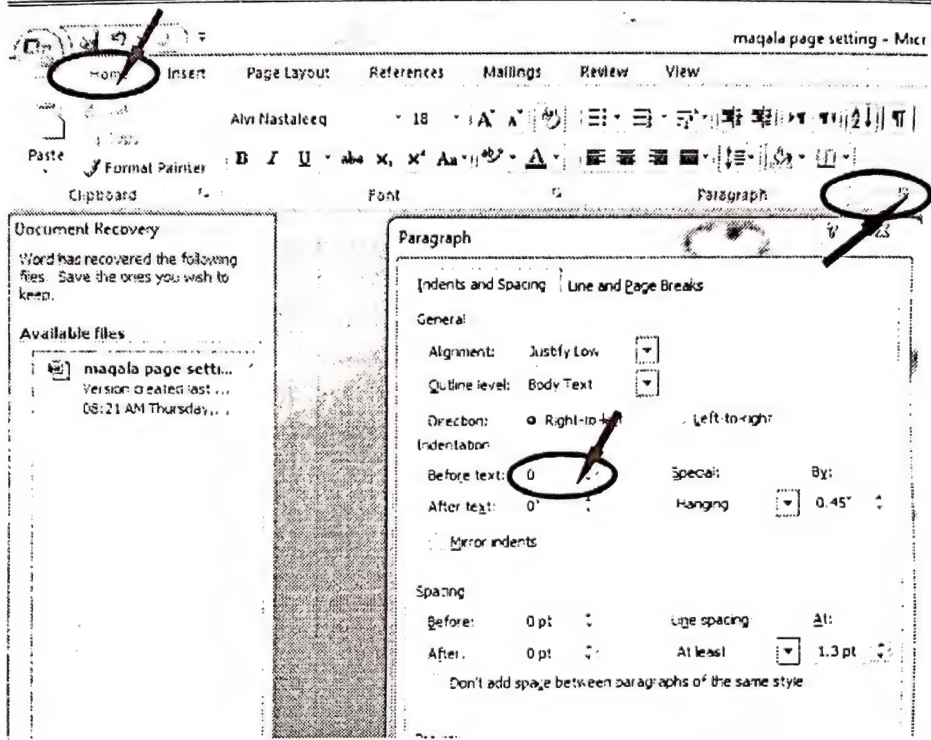 maqala page setting - Micr
Home Insert Page Layout References Mailings Review View
Alvi Nastaleeq 18 A A
Paste
Format Painter
B I U abc x, x² Aa A
Clipboard Font Paragraph
Document Recovery
Word has recovered the following files. Save the ones you wish to keep.
Available files
maqala page setti...
Version created last ...
08:21 AM Thursday, ...
Paragraph
Indents and Spacing Line and Page Breaks
General
Alignment: Justify Low
Outline level: Body Text
Direction: Right-to-left Left-to-right
Indentation
Before text: 0 Special: By:
After text: 0" Hanging 0.45"
Mirror indents
Spacing
Before: 0 pt Line spacing: At:
After: 0 pt At least 1.3 pt
Don't add space between paragraphs of the same style